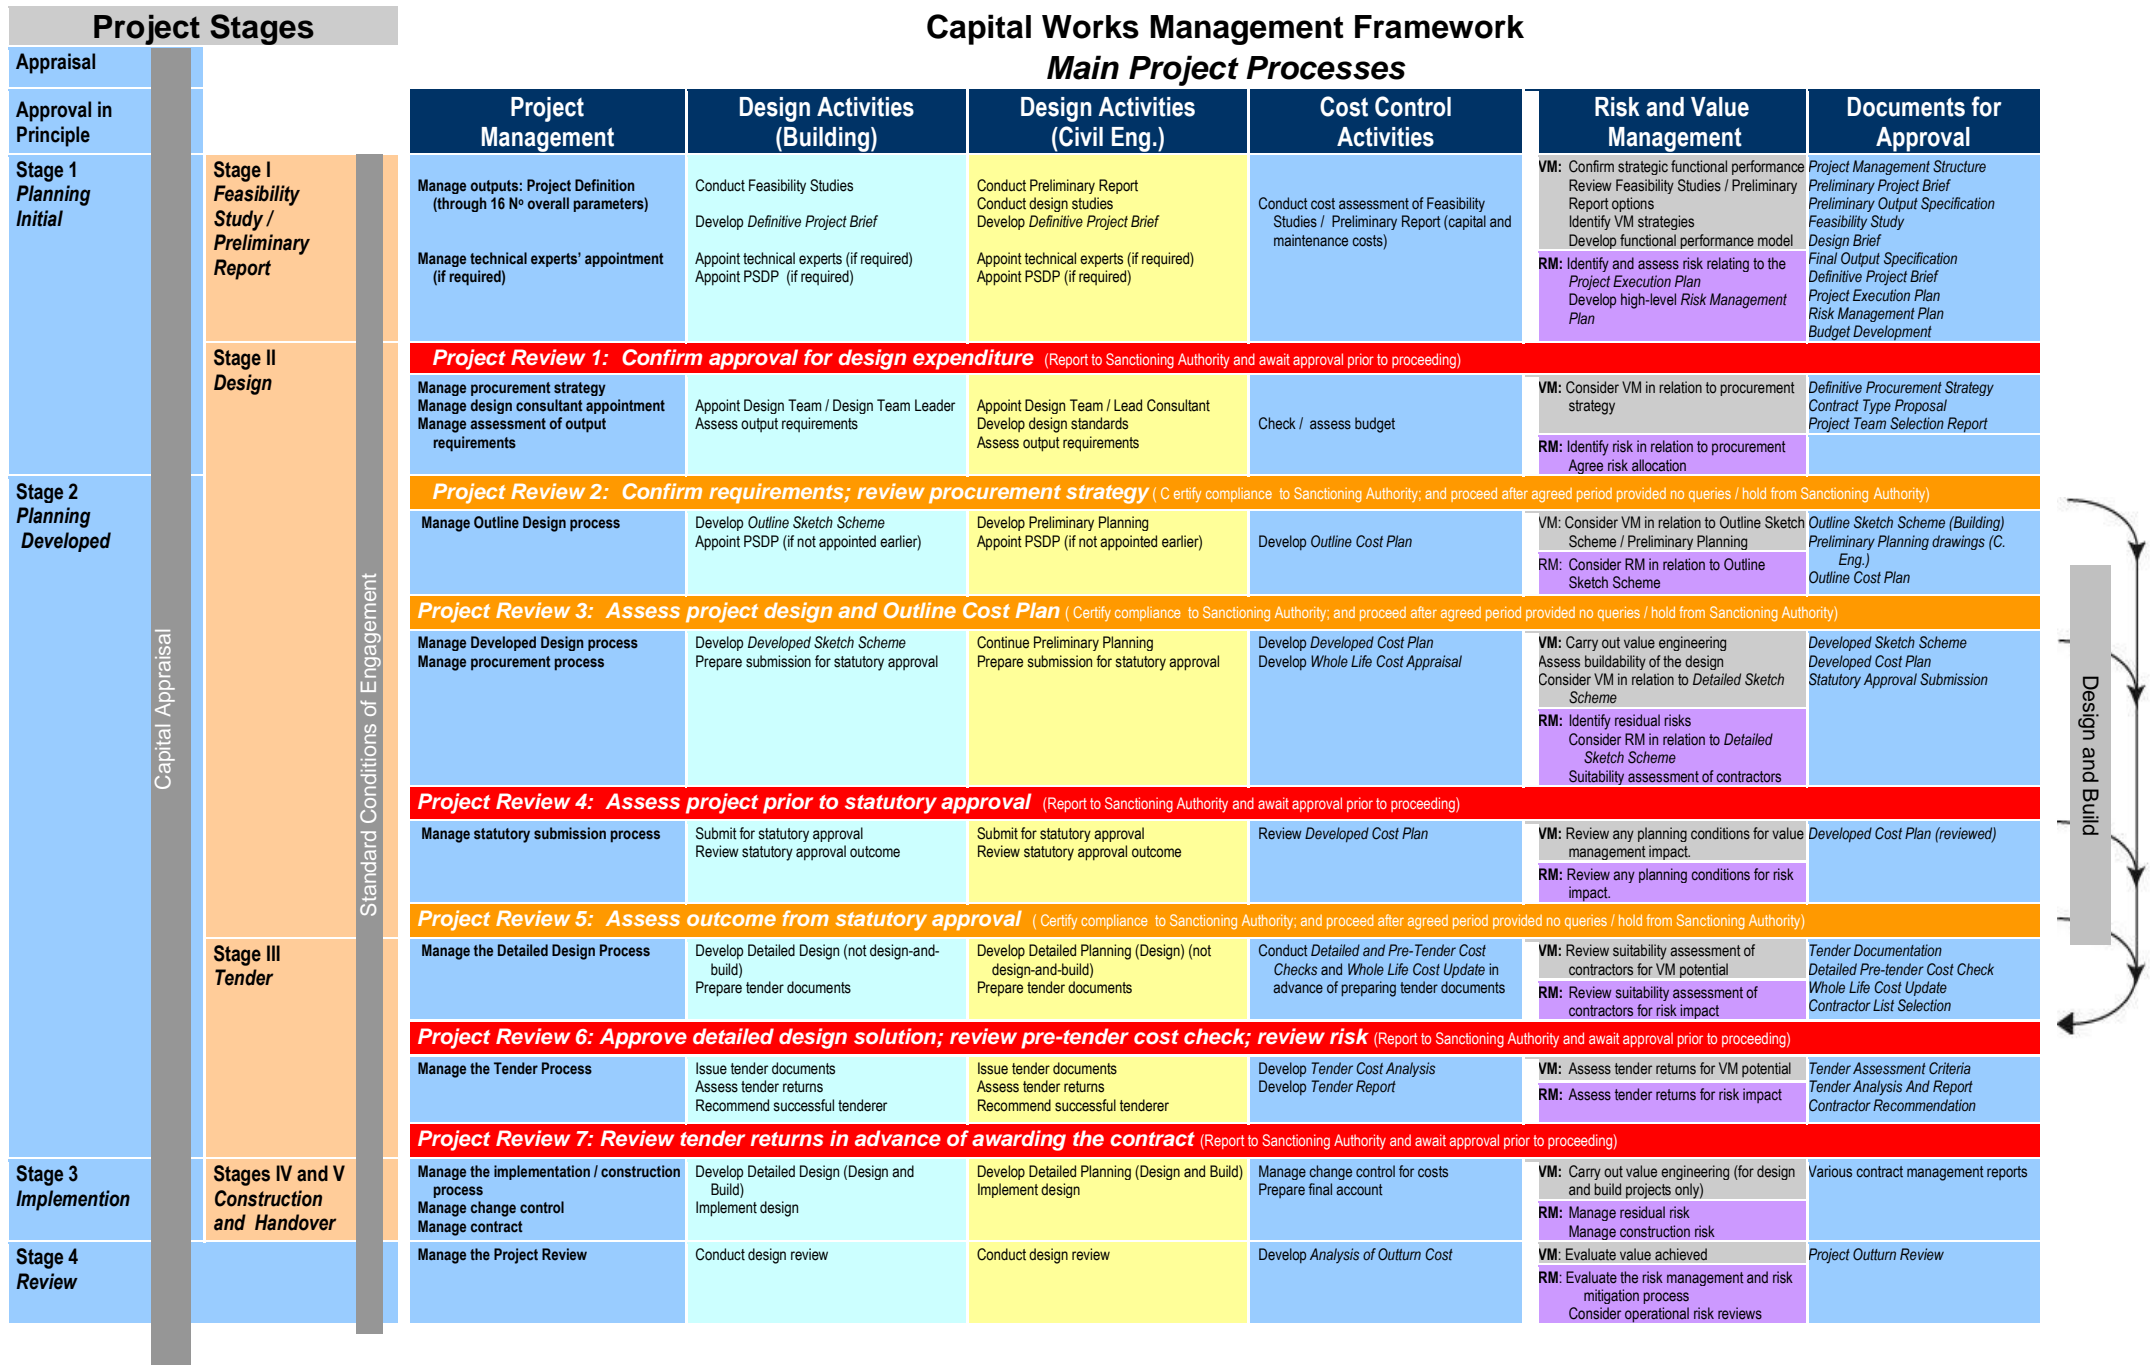 Project Stages
Capital Works Management Framework
Main Project Processes
Appraisal
Approval in
Principle
Capital Appraisal
Standard Conditions of Engagement
Project
Management
Design Activities
(Building)
Design Activities
(Civil Eng.)
Cost Control
Activities
Risk and Value
Management
Documents for
Approval
Stage 1
Planning
Initial
Stage I
Feasibility
Study /
Preliminary
Report
Manage outputs: Project Definition
(through 16 Nº overall parameters)
Manage technical experts' appointment
(if required)
Conduct Feasibility Studies
Develop Definitive Project Brief
Appoint technical experts (if required)
Appoint PSDP (if required)
Conduct Preliminary Report
Conduct design studies
Develop Definitive Project Brief
Appoint technical experts (if required)
Appoint PSDP (if required)
Conduct cost assessment of Feasibility
Studies / Preliminary Report (capital and
maintenance costs)
VM: Confirm strategic functional performance
Review Feasibility Studies / Preliminary
Report options
Identify VM strategies
Develop functional performance model
RM: Identify and assess risk relating to the
Project Execution Plan
Develop high-level Risk Management
Plan
Project Management Structure
Preliminary Project Brief
Preliminary Output Specification
Feasibility Study
Design Brief
Final Output Specification
Definitive Project Brief
Project Execution Plan
Risk Management Plan
Budget Development
Stage II
Design
Project Review 1: Confirm approval for design expenditure (Report to Sanctioning Authority and await approval prior to proceeding)
Manage procurement strategy
Manage design consultant appointment
Manage assessment of output
requirements
Appoint Design Team / Design Team Leader
Assess output requirements
Appoint Design Team / Lead Consultant
Develop design standards
Assess output requirements
Check / assess budget
VM: Consider VM in relation to procurement
strategy
RM: Identify risk in relation to procurement
Agree risk allocation
Definitive Procurement Strategy
Contract Type Proposal
Project Team Selection Report
Stage 2
Planning
Developed
Project Review 2: Confirm requirements; review procurement strategy ( C ertify compliance to Sanctioning Authority; and proceed after agreed period provided no queries / hold from Sanctioning Authority)
Manage Outline Design process
Develop Outline Sketch Scheme
Appoint PSDP (if not appointed earlier)
Develop Preliminary Planning
Appoint PSDP (if not appointed earlier)
Develop Outline Cost Plan
VM: Consider VM in relation to Outline Sketch
Scheme / Preliminary Planning
RM: Consider RM in relation to Outline
Sketch Scheme
Outline Sketch Scheme (Building)
Preliminary Planning drawings (C.
Eng.)
Outline Cost Plan
Project Review 3: Assess project design and Outline Cost Plan ( Certify compliance to Sanctioning Authority; and proceed after agreed period provided no queries / hold from Sanctioning Authority)
Manage Developed Design process
Manage procurement process
Develop Developed Sketch Scheme
Prepare submission for statutory approval
Continue Preliminary Planning
Prepare submission for statutory approval
Develop Developed Cost Plan
Develop Whole Life Cost Appraisal
VM: Carry out value engineering
Assess buildability of the design
Consider VM in relation to Detailed Sketch
Scheme
RM: Identify residual risks
Consider RM in relation to Detailed
Sketch Scheme
Suitability assessment of contractors
Developed Sketch Scheme
Developed Cost Plan
Statutory Approval Submission
Design and Build
Project Review 4: Assess project prior to statutory approval (Report to Sanctioning Authority and await approval prior to proceeding)
Manage statutory submission process
Submit for statutory approval
Review statutory approval outcome
Submit for statutory approval
Review statutory approval outcome
Review Developed Cost Plan
VM: Review any planning conditions for value
management impact.
RM: Review any planning conditions for risk
impact.
Developed Cost Plan (reviewed)
Project Review 5: Assess outcome from statutory approval ( Certify compliance to Sanctioning Authority; and proceed after agreed period provided no queries / hold from Sanctioning Authority)
Stage III
Tender
Manage the Detailed Design Process
Develop Detailed Design (not design-and-
build)
Prepare tender documents
Develop Detailed Planning (Design) (not
design-and-build)
Prepare tender documents
Conduct Detailed and Pre-Tender Cost
Checks and Whole Life Cost Update in
advance of preparing tender documents
VM: Review suitability assessment of
contractors for VM potential
RM: Review suitability assessment of
contractors for risk impact
Tender Documentation
Detailed Pre-tender Cost Check
Whole Life Cost Update
Contractor List Selection
Project Review 6: Approve detailed design solution; review pre-tender cost check; review risk (Report to Sanctioning Authority and await approval prior to proceeding)
Manage the Tender Process
Issue tender documents
Assess tender returns
Recommend successful tenderer
Issue tender documents
Assess tender returns
Recommend successful tenderer
Develop Tender Cost Analysis
Develop Tender Report
VM: Assess tender returns for VM potential
RM: Assess tender returns for risk impact
Tender Assessment Criteria
Tender Analysis And Report
Contractor Recommendation
Project Review 7: Review tender returns in advance of awarding the contract (Report to Sanctioning Authority and await approval prior to proceeding)
Stage 3
Implemention
Stages IV and V
Construction
and Handover
Manage the implementation / construction
process
Manage change control
Manage contract
Develop Detailed Design (Design and
Build)
Implement design
Develop Detailed Planning (Design and Build)
Implement design
Manage change control for costs
Prepare final account
VM: Carry out value engineering (for design
and build projects only)
RM: Manage residual risk
Manage construction risk
Various contract management reports
Stage 4
Review
Manage the Project Review
Conduct design review
Conduct design review
Develop Analysis of Outturn Cost
VM: Evaluate value achieved
RM: Evaluate the risk management and risk
mitigation process
Consider operational risk reviews
Project Outturn Review